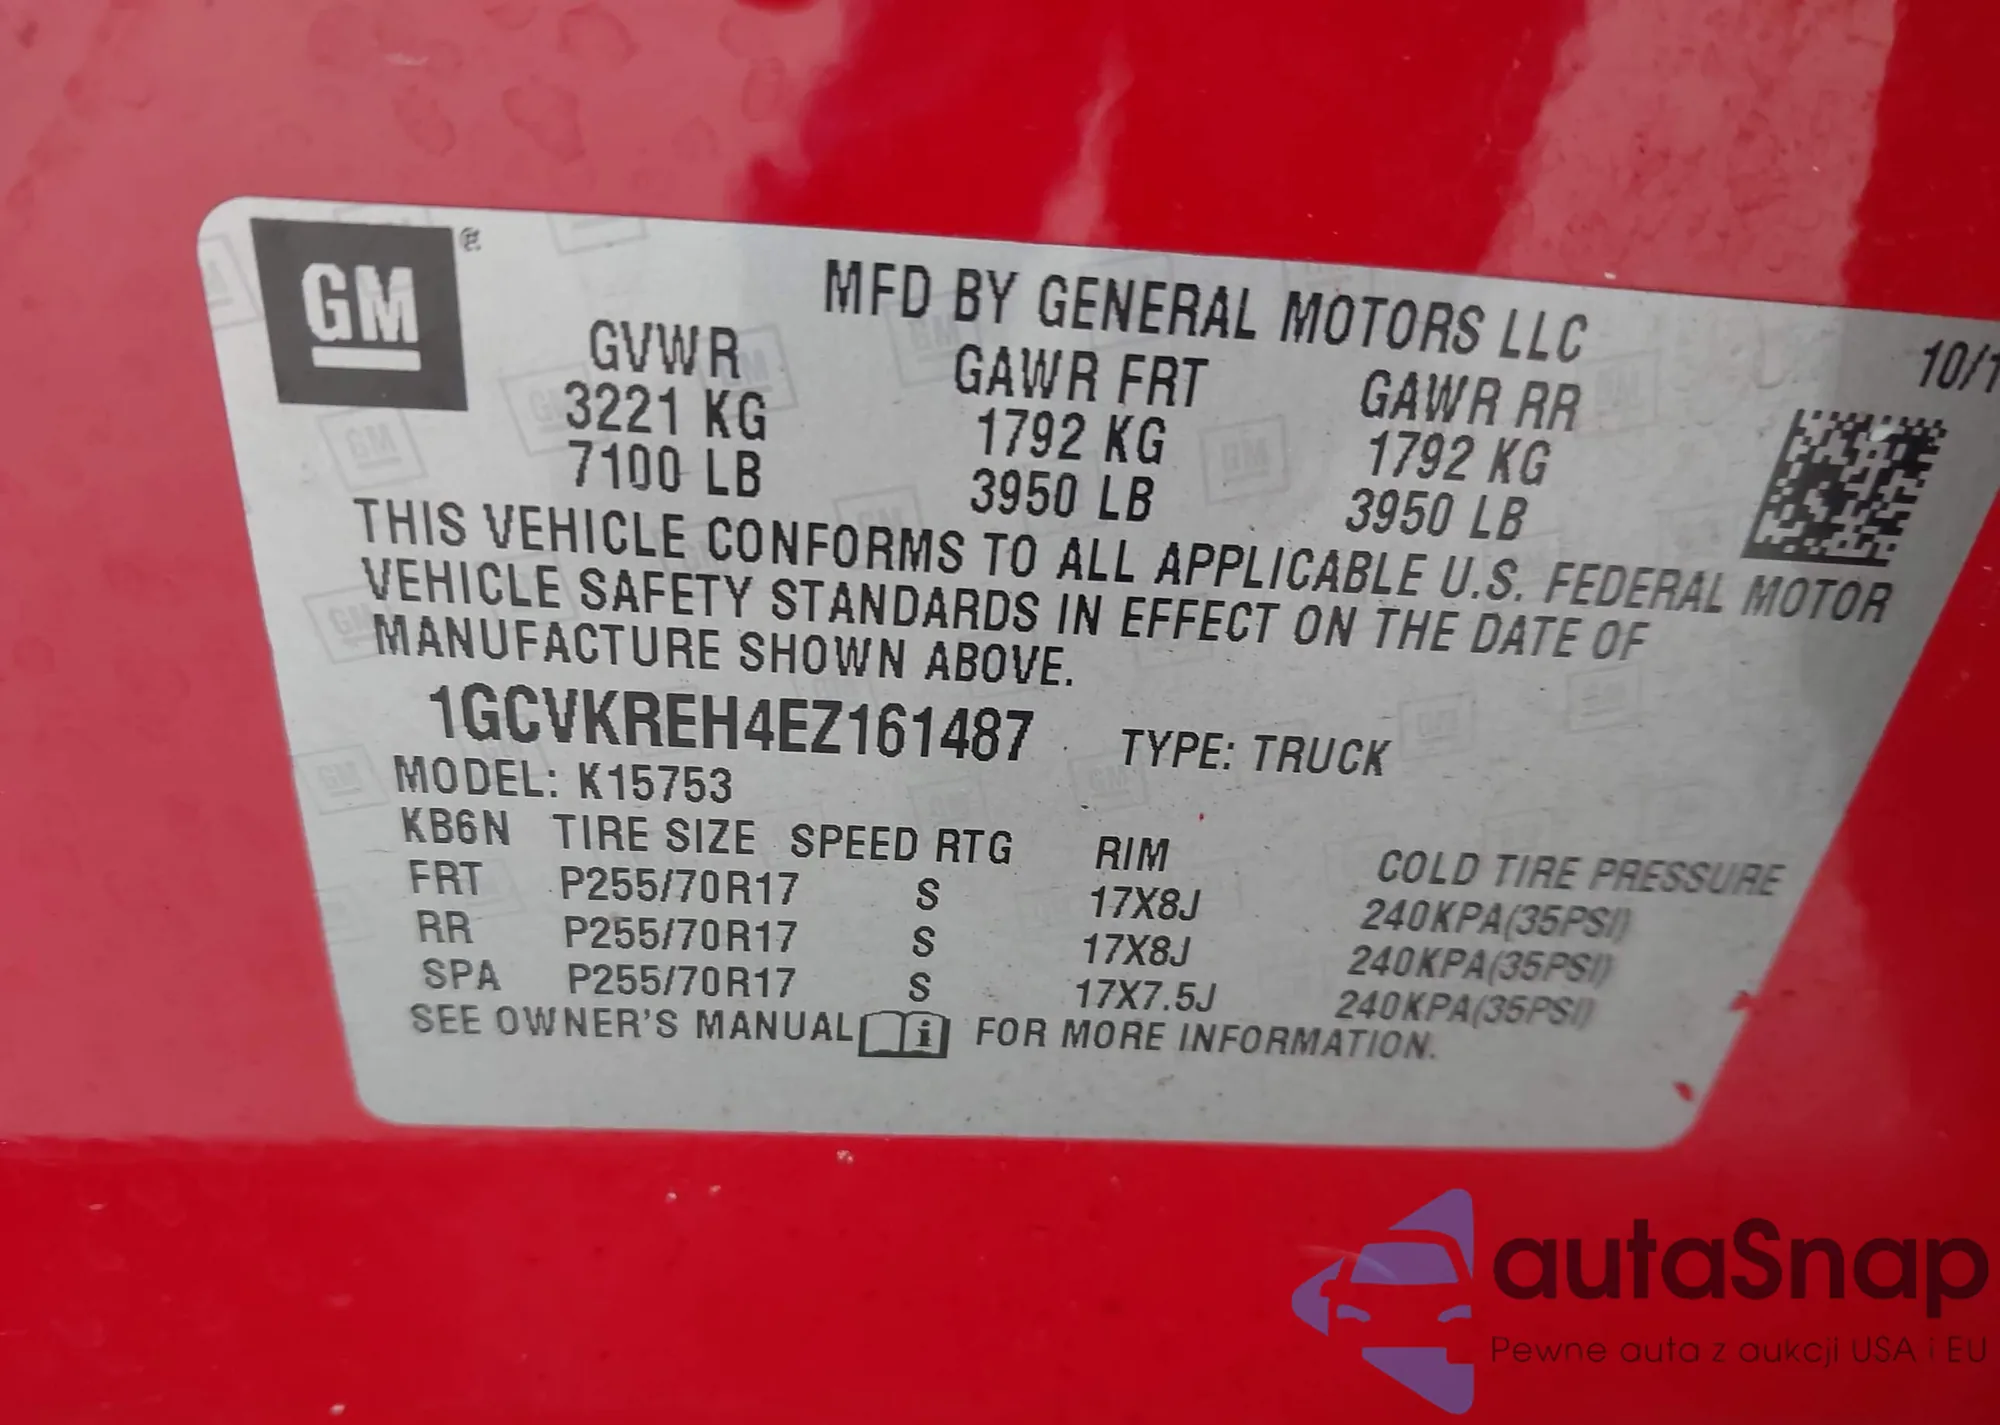 GM ®
MFD BY GENERAL MOTORS LLC
10/1
GVWR GAWR FRT GAWR RR
3221 KG 1792 KG 1792 KG
7100 LB 3950 LB 3950 LB
THIS VEHICLE CONFORMS TO ALL APPLICABLE U.S. FEDERAL MOTOR
VEHICLE SAFETY STANDARDS IN EFFECT ON THE DATE OF
MANUFACTURE SHOWN ABOVE.
1GCVKREH4EZ161487 TYPE: TRUCK
MODEL: K15753
KB6N TIRE SIZE SPEED RTG RIM COLD TIRE PRESSURE
FRT P255/70R17 S 17X8J 240KPA(35PSI)
RR P255/70R17 S 17X8J 240KPA(35PSI)
SPA P255/70R17 S 17X7.5J 240KPA(35PSI)
SEE OWNER'S MANUAL i FOR MORE INFORMATION.
autaSnap
Pewne auta z aukcji USA i EU